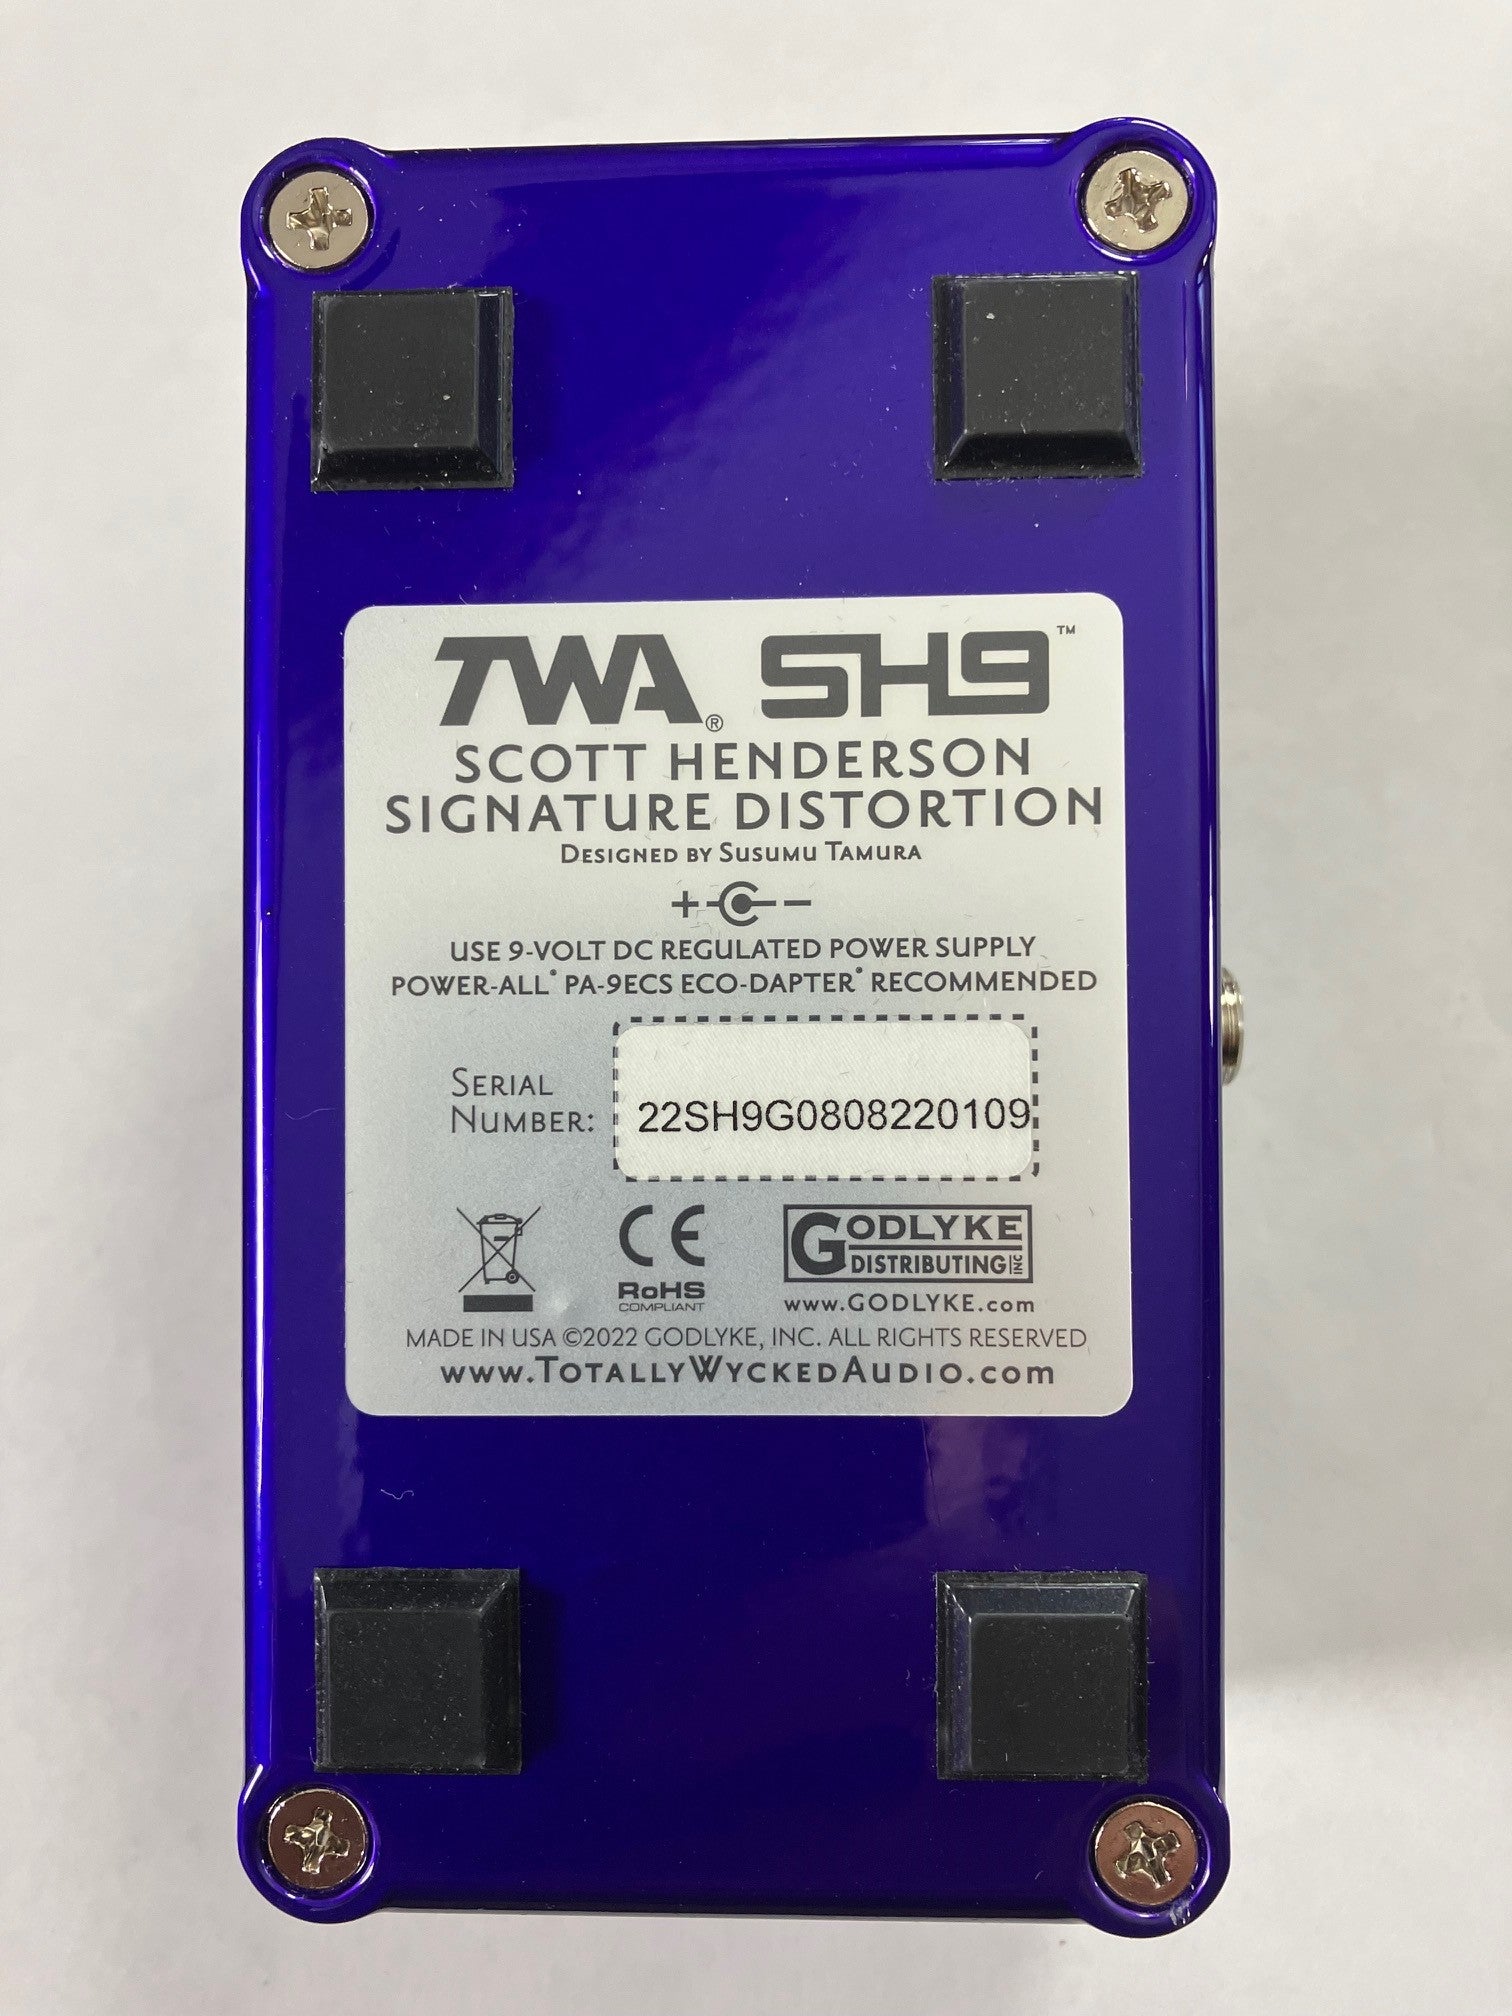 TWA® SH9™
SCOTT HENDERSON
SIGNATURE DISTORTION
DESIGNED BY SUSUMU TAMURA
+ −
USE 9-VOLT DC REGULATED POWER SUPPLY
POWER-ALL® PA-9ECS ECO-DAPTER® RECOMMENDED
SERIAL
NUMBER:
22SH9G0808220109
CE
RoHS
COMPLIANT
GODLYKE
DISTRIBUTING INC
www.GODLYKE.com
MADE IN USA ©2022 GODLYKE, INC. ALL RIGHTS RESERVED
www.TOTALLYWYCKEDAUDIO.com